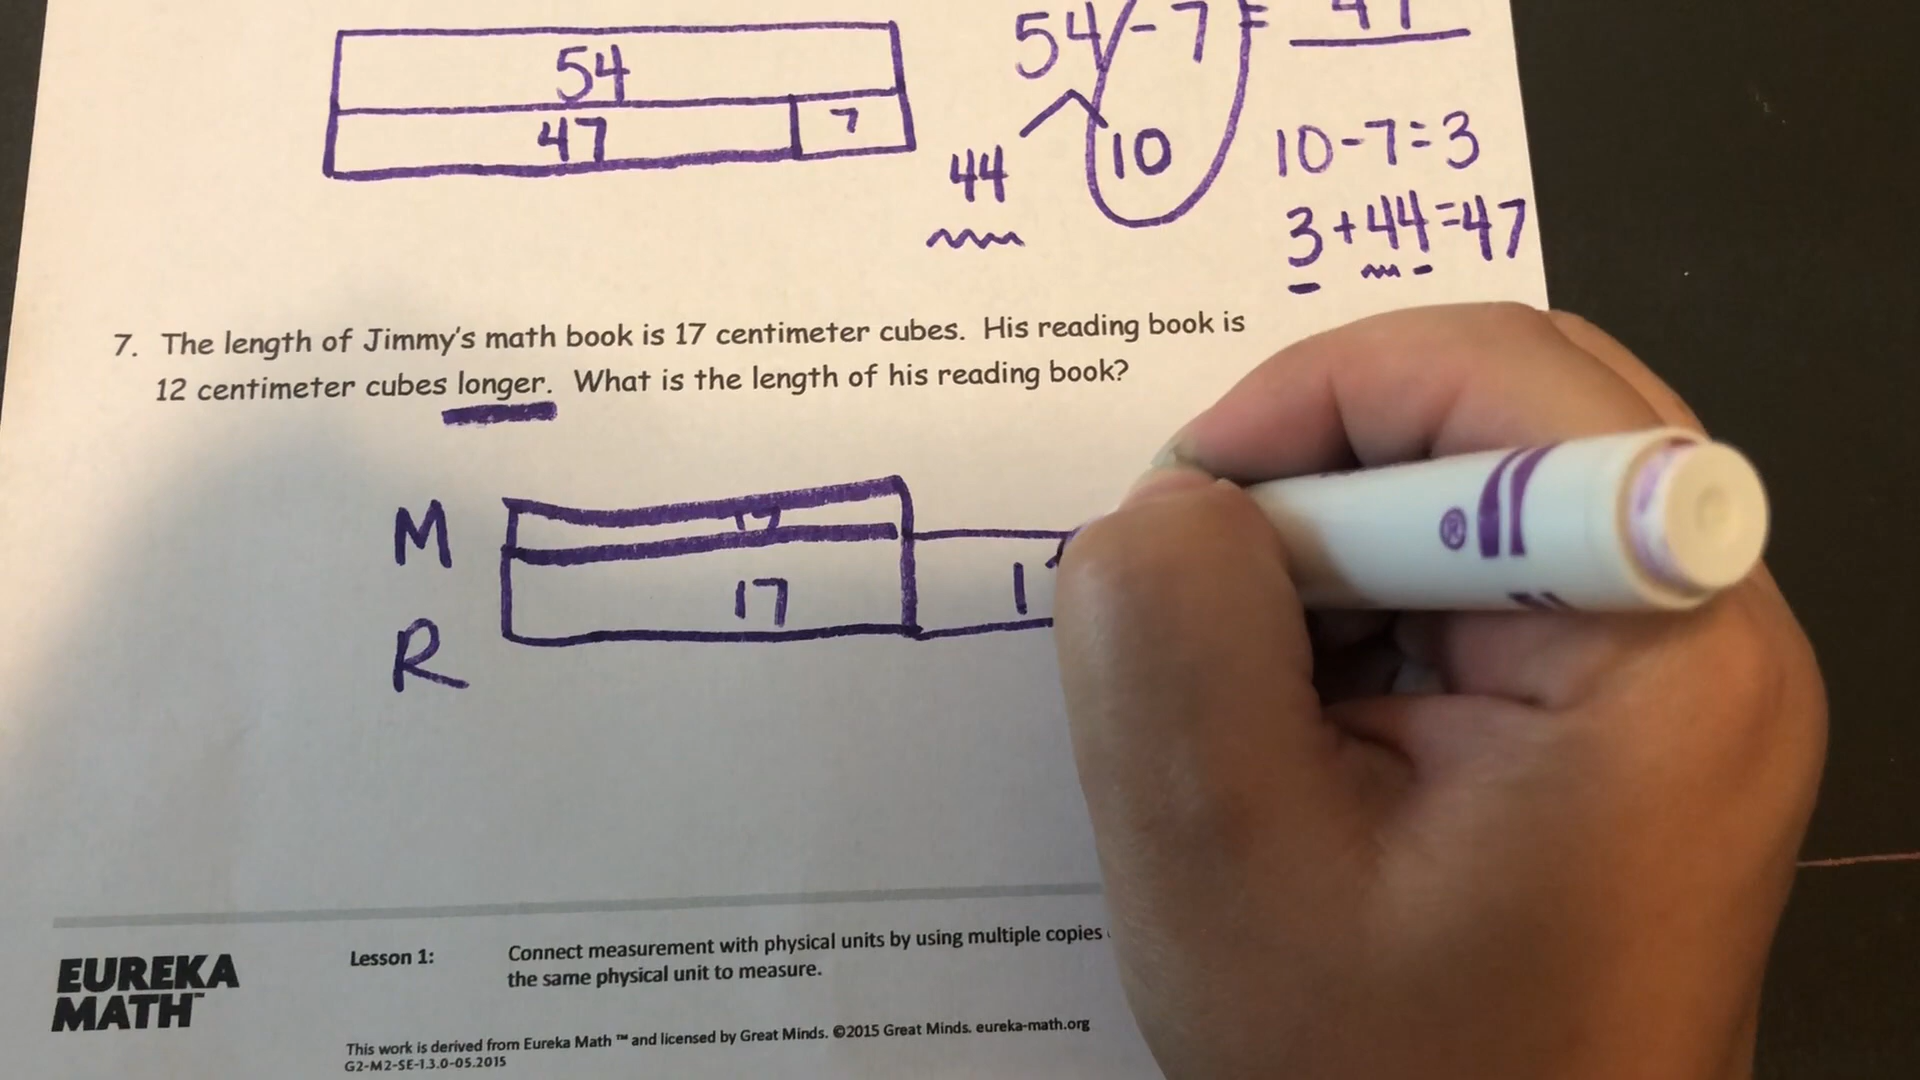 54
47 7
54 - 7 = 47
44 10
10-7=3
3+44=47
7. The length of Jimmy's math book is 17 centimeter cubes. His reading book is
12 centimeter cubes longer. What is the length of his reading book?
M 17
R 17 1
EUREKA
MATH™
Lesson 1: Connect measurement with physical units by using multiple copies
the same physical unit to measure.
This work is derived from Eureka Math ™ and licensed by Great Minds. ©2015 Great Minds. eureka-math.org
G2-M2-SE-1.3.0-05.2015
®